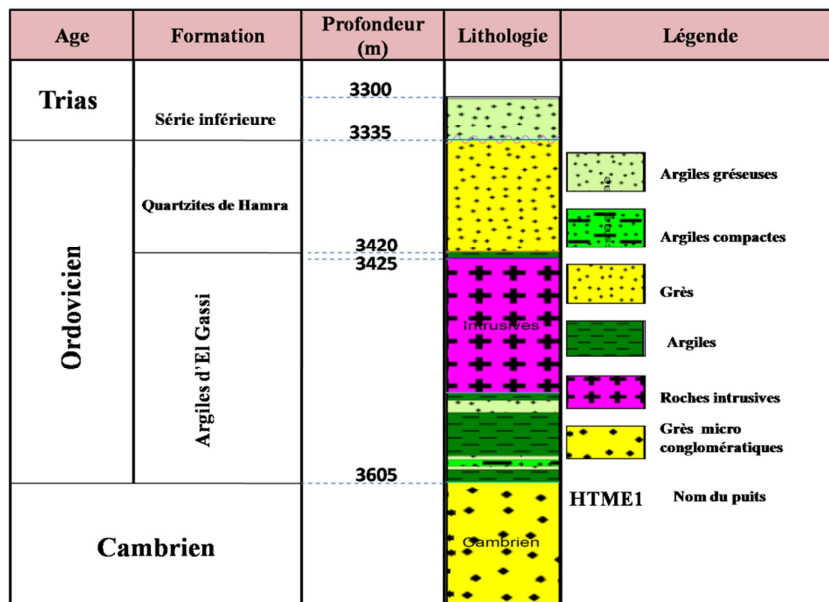 Age
Formation
Profondeur
(m)
Lithologie
Légende
Trias
Série inférieure
3300
3335
Ordovicien
Quartzites de Hamra
3420
3425
Argiles d'El Gassi
Intrusives
3605
Cambrien
Cambrien
Argiles gréseuses
Argiles compactes
Grès
Argiles
Roches intrusives
Grès micro
conglomératiques
HTME1
Nom du puits